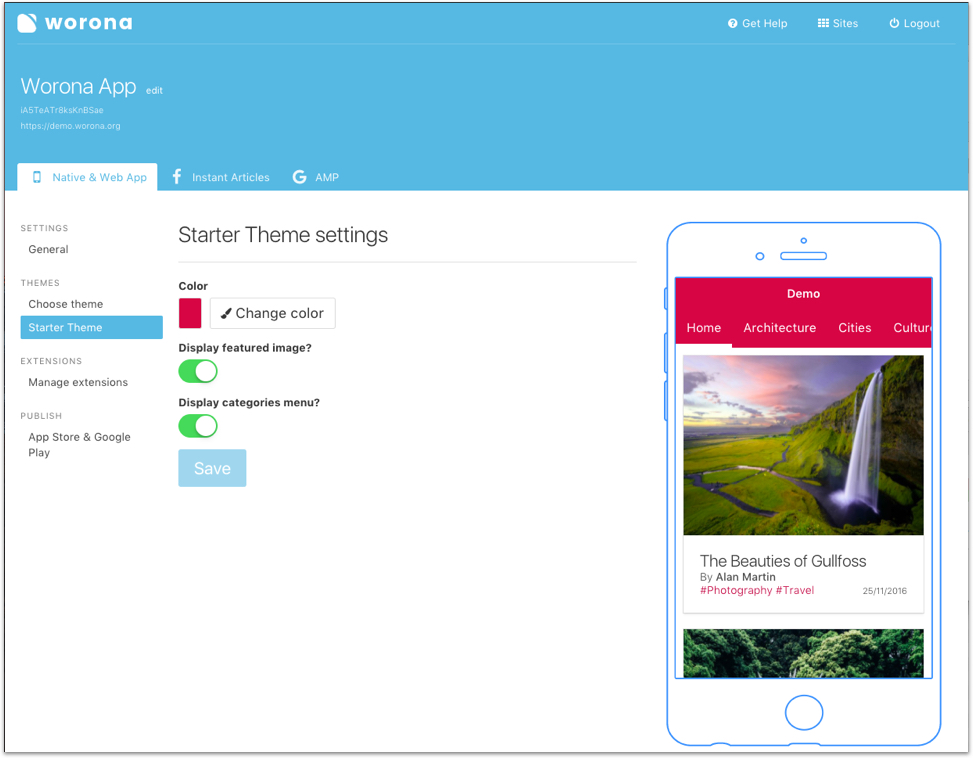 worona
Get Help
Sites
Logout
Worona App edit
iA5TeATr8ksKnBSae
https://demo.worona.org
Native & Web App
Instant Articles
AMP
SETTINGS
General
THEMES
Choose theme
Starter Theme
EXTENSIONS
Manage extensions
PUBLISH
App Store & Google
Play
Starter Theme settings
Color
Change color
Display featured image?
Display categories menu?
Save
Demo
Home Architecture Cities Culture
The Beauties of Gullfoss
By Alan Martin
#Photography #Travel
25/11/2016